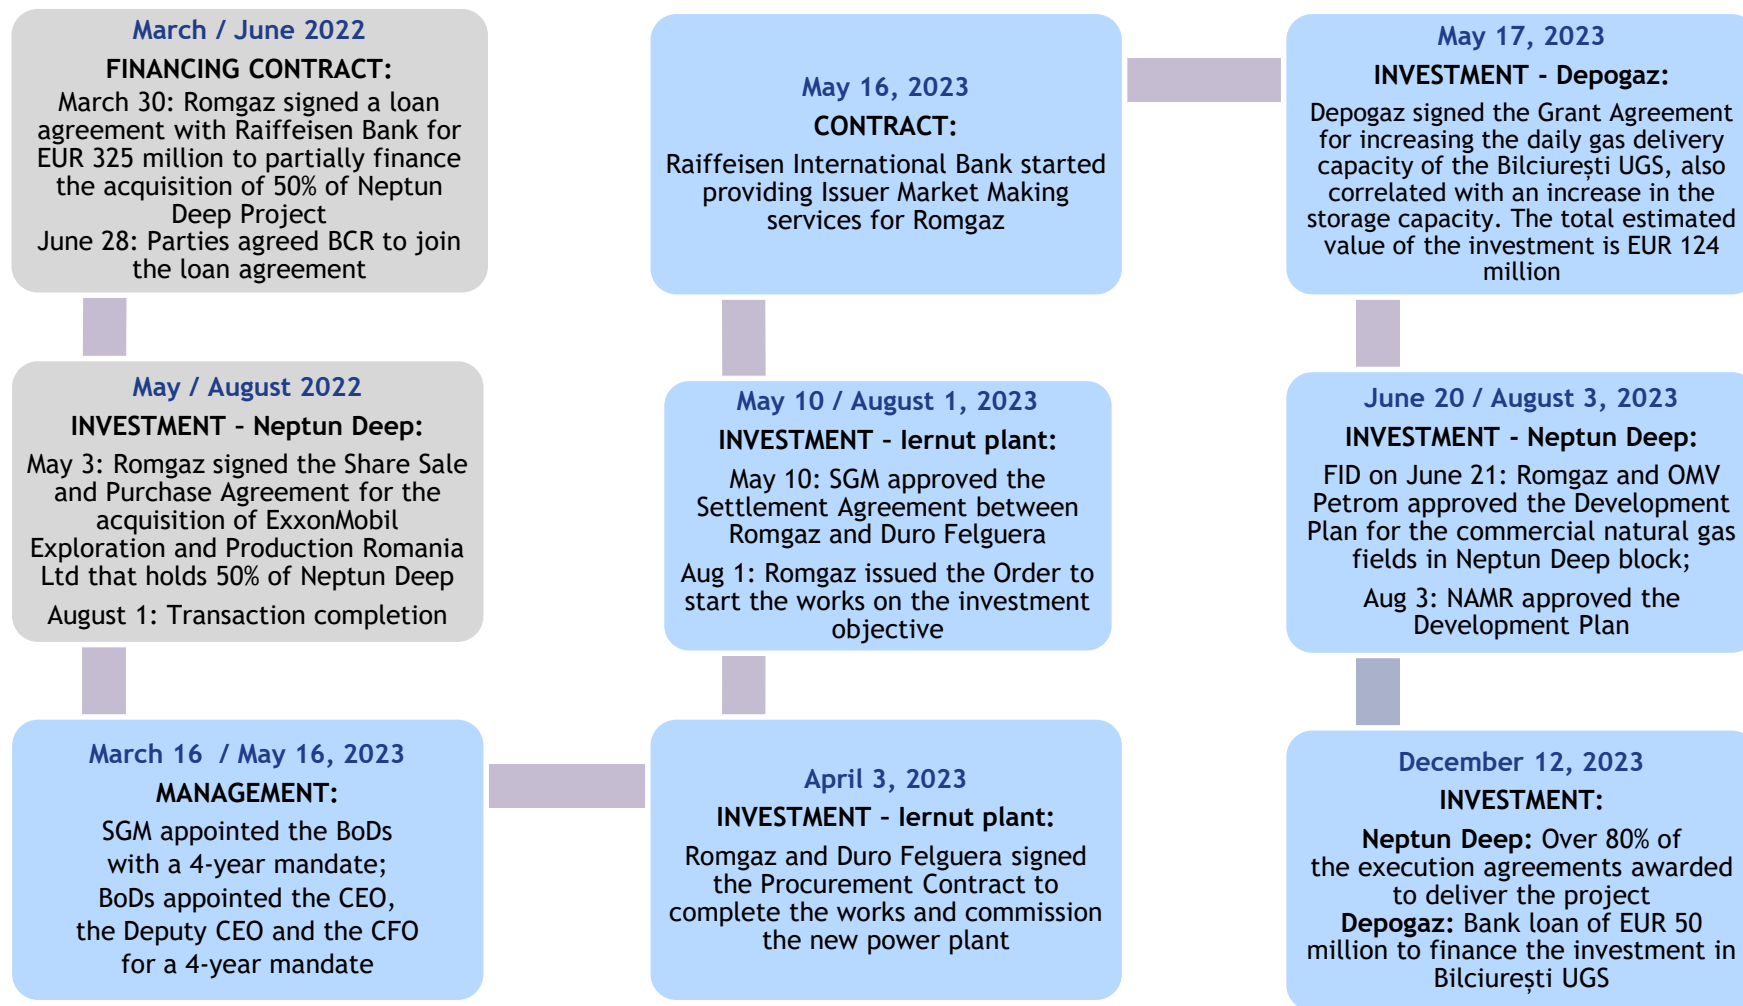 March / June 2022
FINANCING CONTRACT:
March 30: Romgaz signed a loan
agreement with Raiffeisen Bank for
EUR 325 million to partially finance
the acquisition of 50% of Neptun
Deep Project
June 28: Parties agreed BCR to join
the loan agreement
May / August 2022
INVESTMENT – Neptun Deep:
May 3: Romgaz signed the Share Sale
and Purchase Agreement for the
acquisition of ExxonMobil
Exploration and Production Romania
Ltd that holds 50% of Neptun Deep
August 1: Transaction completion
March 16 / May 16, 2023
MANAGEMENT:
SGM appointed the BoDs
with a 4-year mandate;
BoDs appointed the CEO,
the Deputy CEO and the CFO
for a 4-year mandate
April 3, 2023
INVESTMENT – Iernut plant:
Romgaz and Duro Felguera signed
the Procurement Contract to
complete the works and commission
the new power plant
May 10 / August 1, 2023
INVESTMENT – Iernut plant:
May 10: SGM approved the
Settlement Agreement between
Romgaz and Duro Felguera
Aug 1: Romgaz issued the Order to
start the works on the investment
objective
May 16, 2023
CONTRACT:
Raiffeisen International Bank started
providing Issuer Market Making
services for Romgaz
May 17, 2023
INVESTMENT - Depogaz:
Depogaz signed the Grant Agreement
for increasing the daily gas delivery
capacity of the Bilciurești UGS, also
correlated with an increase in the
storage capacity. The total estimated
value of the investment is EUR 124
million
June 20 / August 3, 2023
INVESTMENT - Neptun Deep:
FID on June 21: Romgaz and OMV
Petrom approved the Development
Plan for the commercial natural gas
fields in Neptun Deep block;
Aug 3: NAMR approved the
Development Plan
December 12, 2023
INVESTMENT:
Neptun Deep: Over 80% of
the execution agreements awarded
to deliver the project
Depogaz: Bank loan of EUR 50
million to finance the investment in
Bilciurești UGS